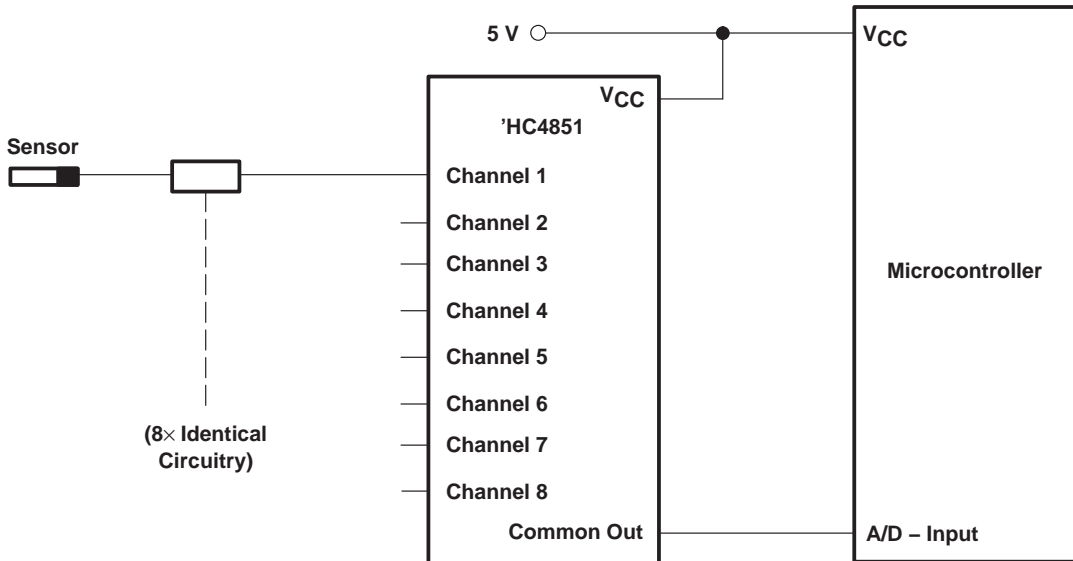 5 V
VCC
VCC
'HC4851
Sensor
Channel 1
Channel 2
Channel 3
Channel 4
Channel 5
Channel 6
Channel 7
Channel 8
Common Out
Microcontroller
A/D – Input
(8× Identical
Circuitry)